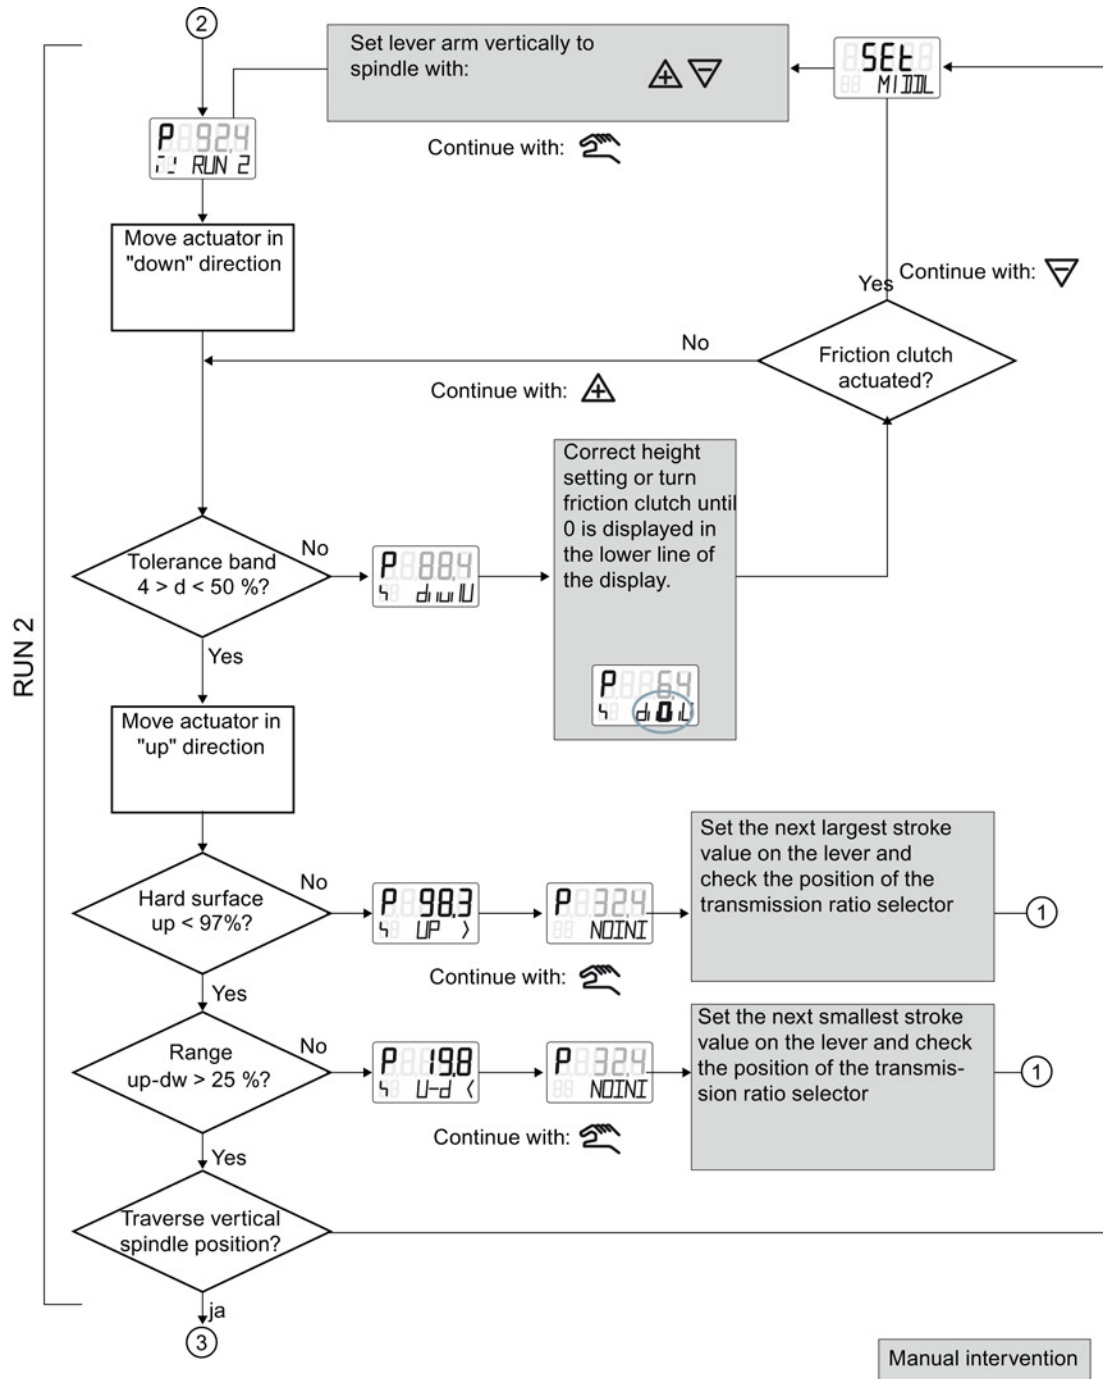 2
Set lever arm vertically to
spindle with:
SEt
MIDDL
Continue with:
P 92.4
RUN 2
Move actuator in
"down" direction
Continue with:
Yes
No
Friction clutch
actuated?
Continue with:
Correct height
setting or turn
friction clutch until
0 is displayed in
the lower line of
the display.
Tolerance band
4 > d < 50 %?
No
P 88.4
Yes
P 6.4
0
RUN 2
Move actuator in
"up" direction
Set the next largest stroke
value on the lever and
check the position of the
transmission ratio selector
Hard surface
up < 97%?
No
P 98.3
UP >
P 32.4
NOINI
1
Continue with:
Yes
Set the next smallest stroke
value on the lever and check
the position of the transmis-
sion ratio selector
Range
up-dw > 25 %?
No
P 19.8
U-d <
P 32.4
NOINI
1
Continue with:
Yes
Traverse vertical
spindle position?
ja
3
Manual intervention